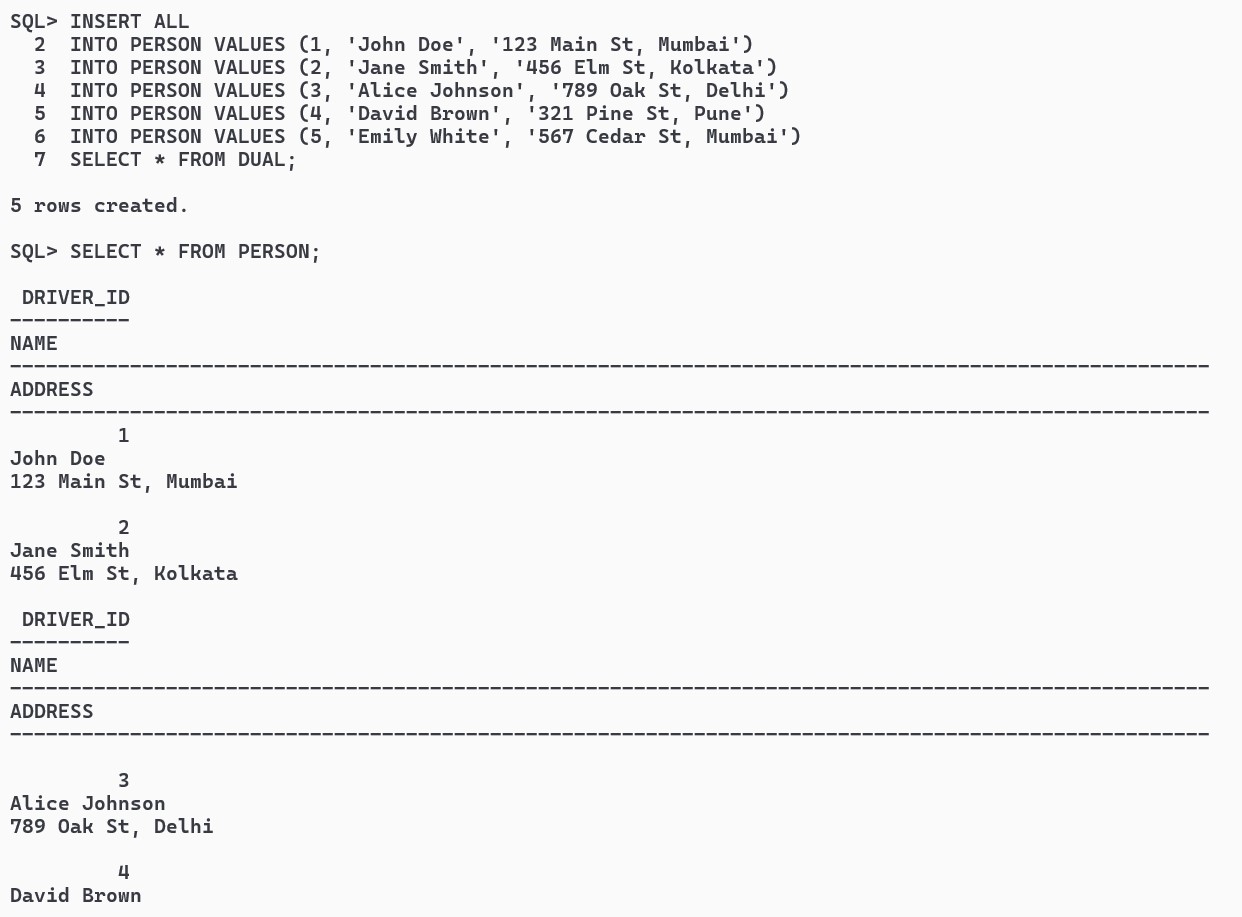 SQL> INSERT ALL
  2  INTO PERSON VALUES (1, 'John Doe', '123 Main St, Mumbai')
  3  INTO PERSON VALUES (2, 'Jane Smith', '456 Elm St, Kolkata')
  4  INTO PERSON VALUES (3, 'Alice Johnson', '789 Oak St, Delhi')
  5  INTO PERSON VALUES (4, 'David Brown', '321 Pine St, Pune')
  6  INTO PERSON VALUES (5, 'Emily White', '567 Cedar St, Mumbai')
  7  SELECT * FROM DUAL;

5 rows created.

SQL> SELECT * FROM PERSON;

 DRIVER_ID
----------
NAME
----------------------------------------------------------------------------------------------------
ADDRESS
----------------------------------------------------------------------------------------------------
         1
John Doe
123 Main St, Mumbai

         2
Jane Smith
456 Elm St, Kolkata

 DRIVER_ID
----------
NAME
----------------------------------------------------------------------------------------------------
ADDRESS
----------------------------------------------------------------------------------------------------

         3
Alice Johnson
789 Oak St, Delhi

         4
David Brown